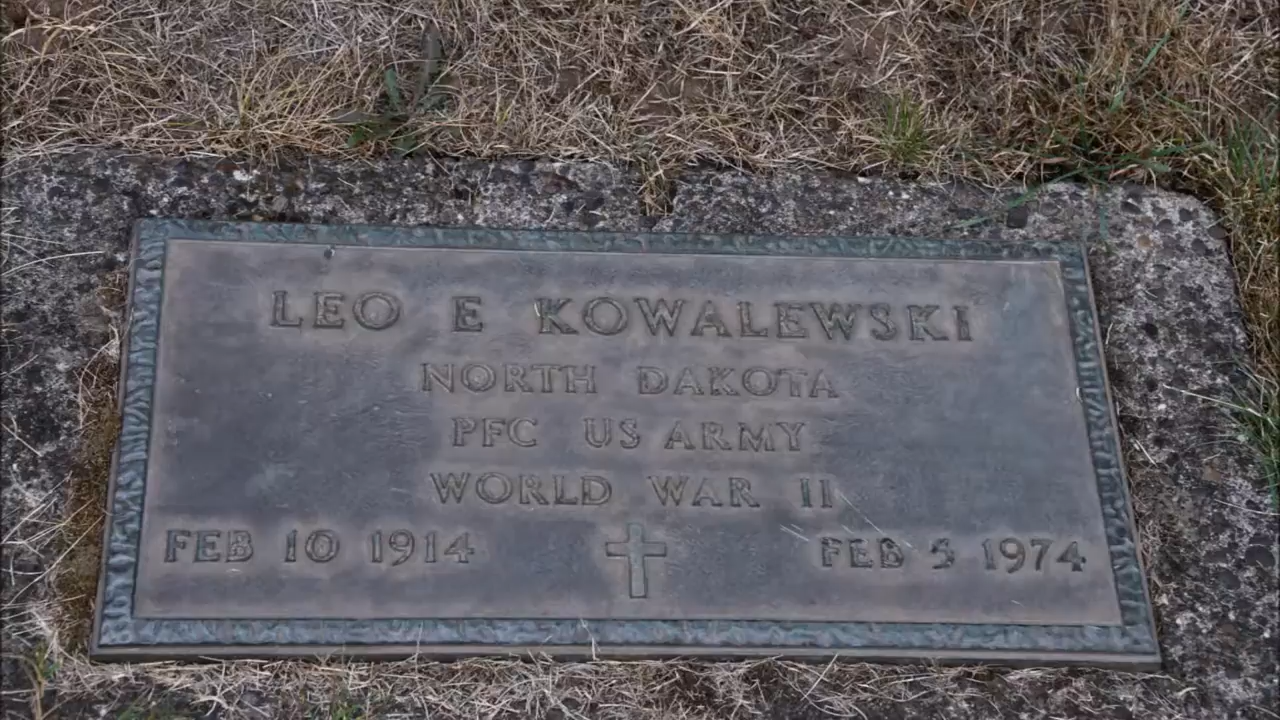 LEO E KOWALEWSKI
NORTH DAKOTA
PFC US ARMY
WORLD WAR II
FEB 10 1914 FEB 5 1974